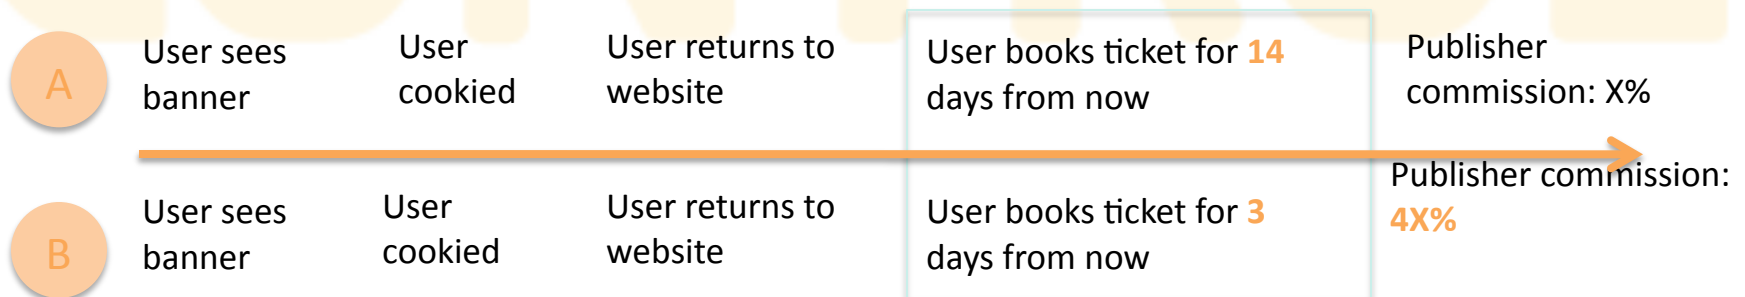 A
User sees
banner
User
cookied
User returns to
website
User books ticket for 14
days from now
Publisher
commission: X%
B
User sees
banner
User
cookied
User returns to
website
User books ticket for 3
days from now
Publisher commission:
4X%